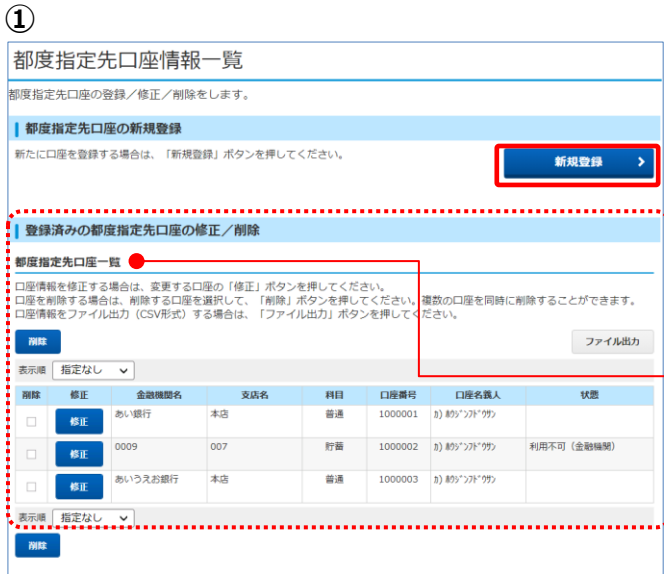 ①
都度指定先口座情報一覧
都度指定先口座の登録／修正／削除をします。
都度指定先口座の新規登録
新たに口座を登録する場合は、「新規登録」ボタンを押してください。
新規登録
登録済みの都度指定先口座の修正／削除
都度指定先口座一覧
口座情報を修正する場合は、変更する口座の「修正」ボタンを押してください。
口座を削除する場合は、削除する口座を選択して、「削除」ボタンを押してください。複数の口座を同時に削除することができます。
口座情報をファイル出力（CSV形式）する場合は、「ファイル出力」ボタンを押してください。
削除 ファイル出力
表示順 指定なし
削除 修正 金融機関名 支店名 科目 口座番号 口座名義人 状態
修正 あい銀行 本店 普通 1000001 ｶ) ﾎｳｼﾞﾝﾌﾄﾞｳｻﾝ
修正 0009 007 貯蓄 1000002 ｶ) ﾎｳｼﾞﾝﾌﾄﾞｳｻﾝ 利用不可（金融機関）
修正 あいうえお銀行 本店 普通 1000003 ｶ) ﾎｳｼﾞﾝﾌﾄﾞｳｻﾝ
表示順 指定なし
削除